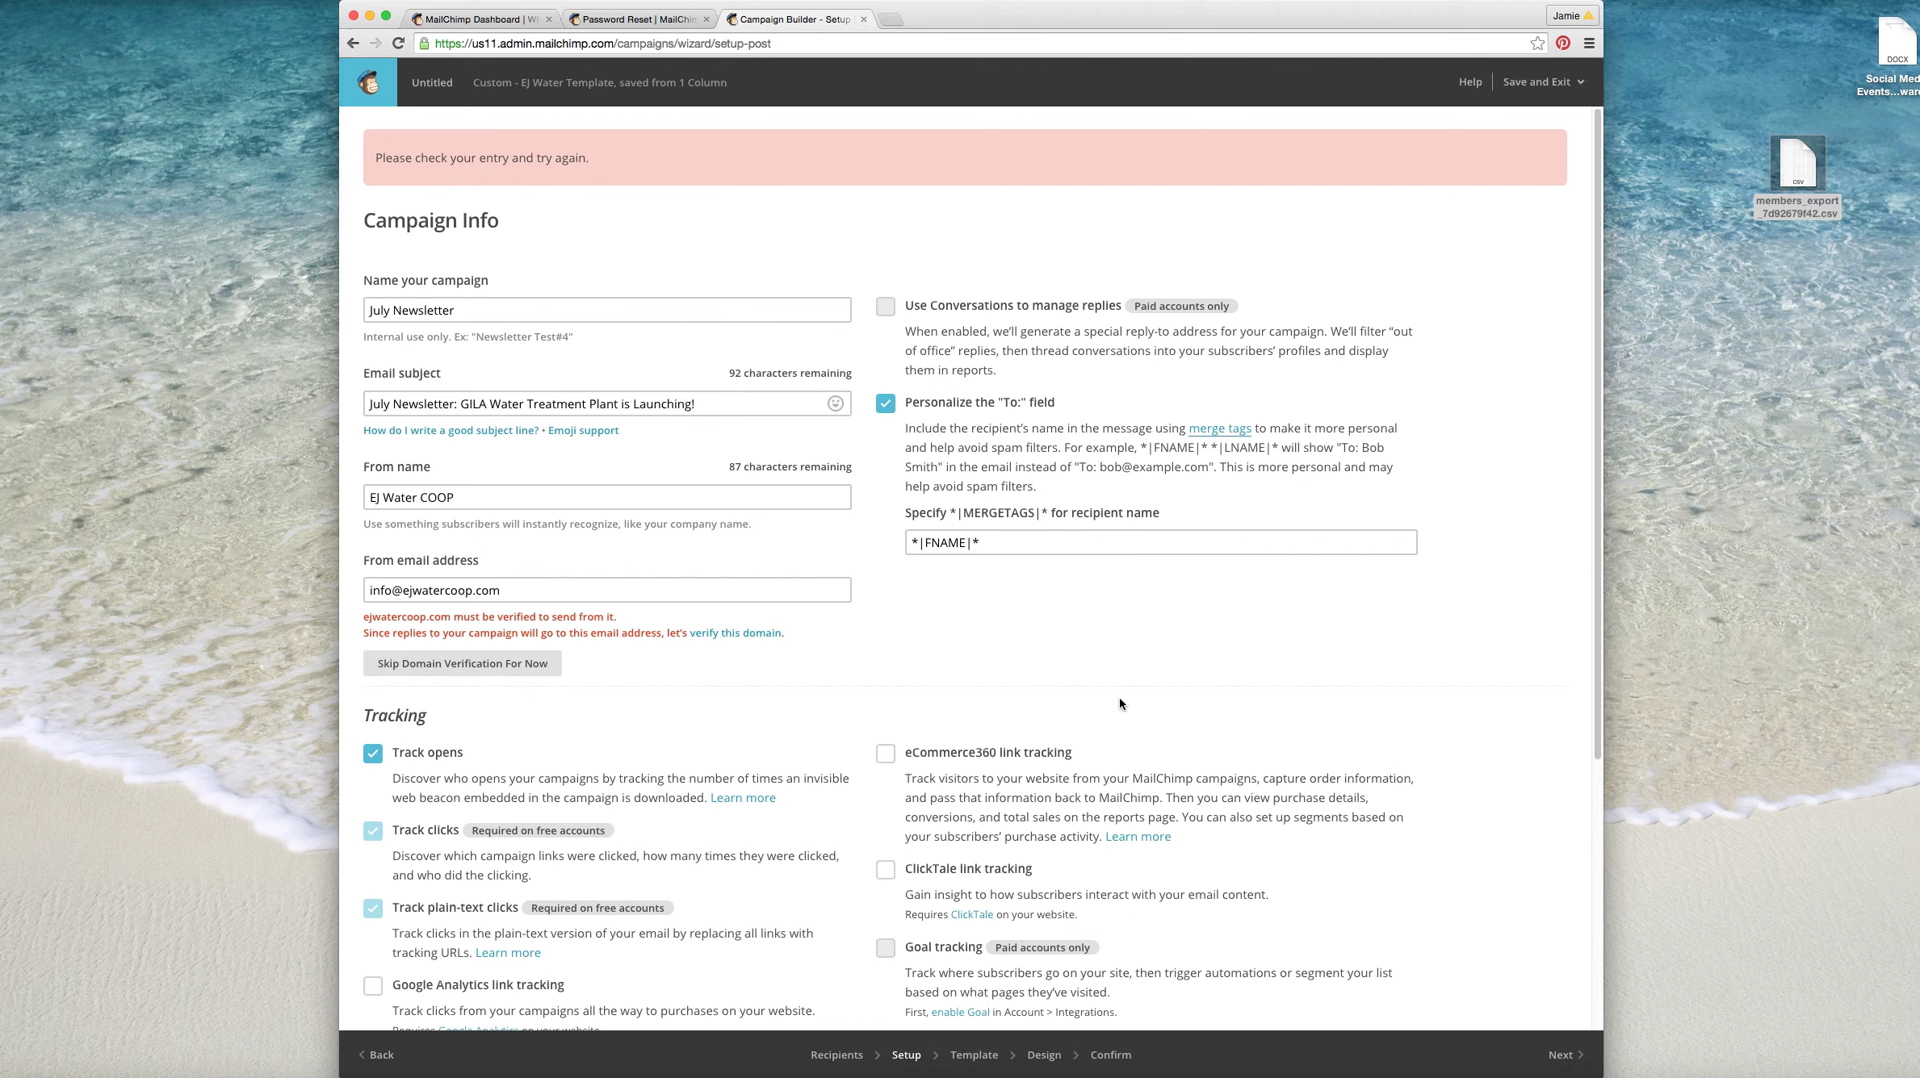 MailChimp Dashboard | Wi
Password Reset | MailChim
Campaign Builder - Setup
Jamie
https://us11.admin.mailchimp.com/campaigns/wizard/setup-post
Untitled
Custom - EJ Water Template, saved from 1 Column
Help
Save and Exit
Please check your entry and try again.
Campaign Info
Name your campaign
July Newsletter
Internal use only. Ex: "Newsletter Test#4"
Email subject
92 characters remaining
July Newsletter: GILA Water Treatment Plant is Launching!
How do I write a good subject line? • Emoji support
From name
87 characters remaining
EJ Water COOP
Use something subscribers will instantly recognize, like your company name.
From email address
info@ejwatercoop.com
ejwatercoop.com must be verified to send from it.
Since replies to your campaign will go to this email address, let's verify this domain.
Skip Domain Verification For Now
Use Conversations to manage replies Paid accounts only
When enabled, we'll generate a special reply-to address for your campaign. We'll filter “out
of office” replies, then thread conversations into your subscribers' profiles and display
them in reports.
Personalize the "To:" field
Include the recipient's name in the message using merge tags to make it more personal
and help avoid spam filters. For example, *|FNAME|* *|LNAME|* will show "To: Bob
Smith" in the email instead of "To: bob@example.com". This is more personal and may
help avoid spam filters.
Specify *|MERGETAGS|* for recipient name
*|FNAME|*
Tracking
Track opens
Discover who opens your campaigns by tracking the number of times an invisible
web beacon embedded in the campaign is downloaded. Learn more
Track clicks Required on free accounts
Discover which campaign links were clicked, how many times they were clicked,
and who did the clicking.
Track plain-text clicks Required on free accounts
Track clicks in the plain-text version of your email by replacing all links with
tracking URLs. Learn more
Google Analytics link tracking
Track clicks from your campaigns all the way to purchases on your website.
Requires Google Analytics on your website.
eCommerce360 link tracking
Track visitors to your website from your MailChimp campaigns, capture order information,
and pass that information back to MailChimp. Then you can view purchase details,
conversions, and total sales on the reports page. You can also set up segments based on
your subscribers' purchase activity. Learn more
ClickTale link tracking
Gain insight to how subscribers interact with your email content.
Requires ClickTale on your website.
Goal tracking Paid accounts only
Track where subscribers go on your site, then trigger automations or segment your list
based on what pages they've visited.
First, enable Goal in Account > Integrations.
Back
Recipients
Setup
Template
Design
Confirm
Next
DOCX
Social Med
Events...ware
CSV
members_export
_7d92679f42.csv